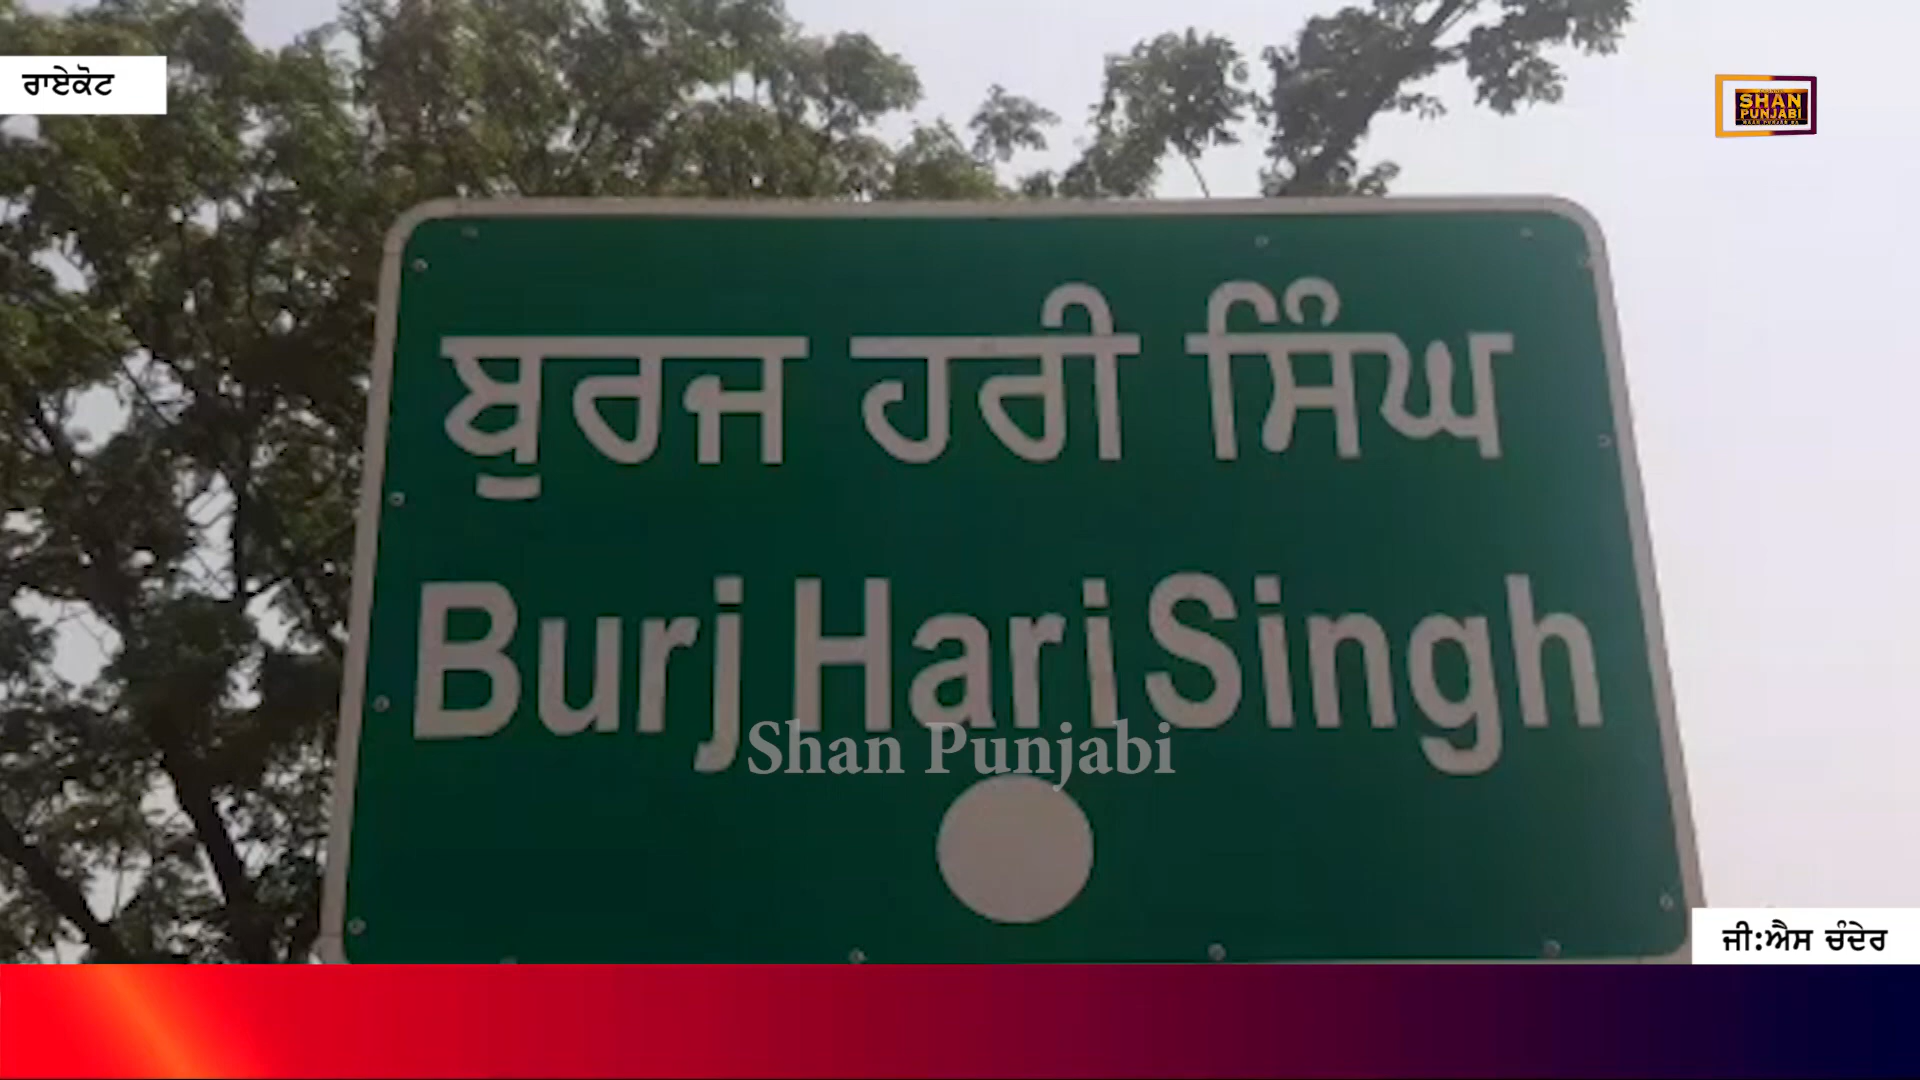 ਰਾਏਕੋਟ
SHAN
PUNJABI
ਬੁਰਜ ਹਰੀ ਸਿੰਘ
Burj Hari Singh
Shan Punjabi
ਜੀ:ਐਸ ਚੰਦੇਰ